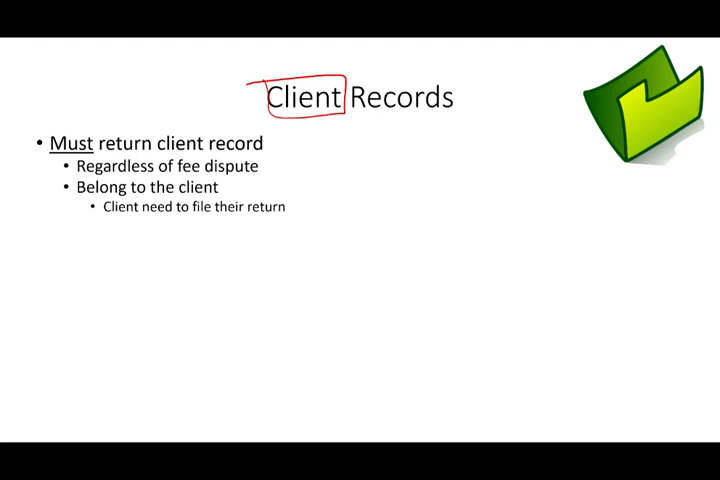 Client Records
• Must return client record
• Regardless of fee dispute
• Belong to the client
• Client need to file their return